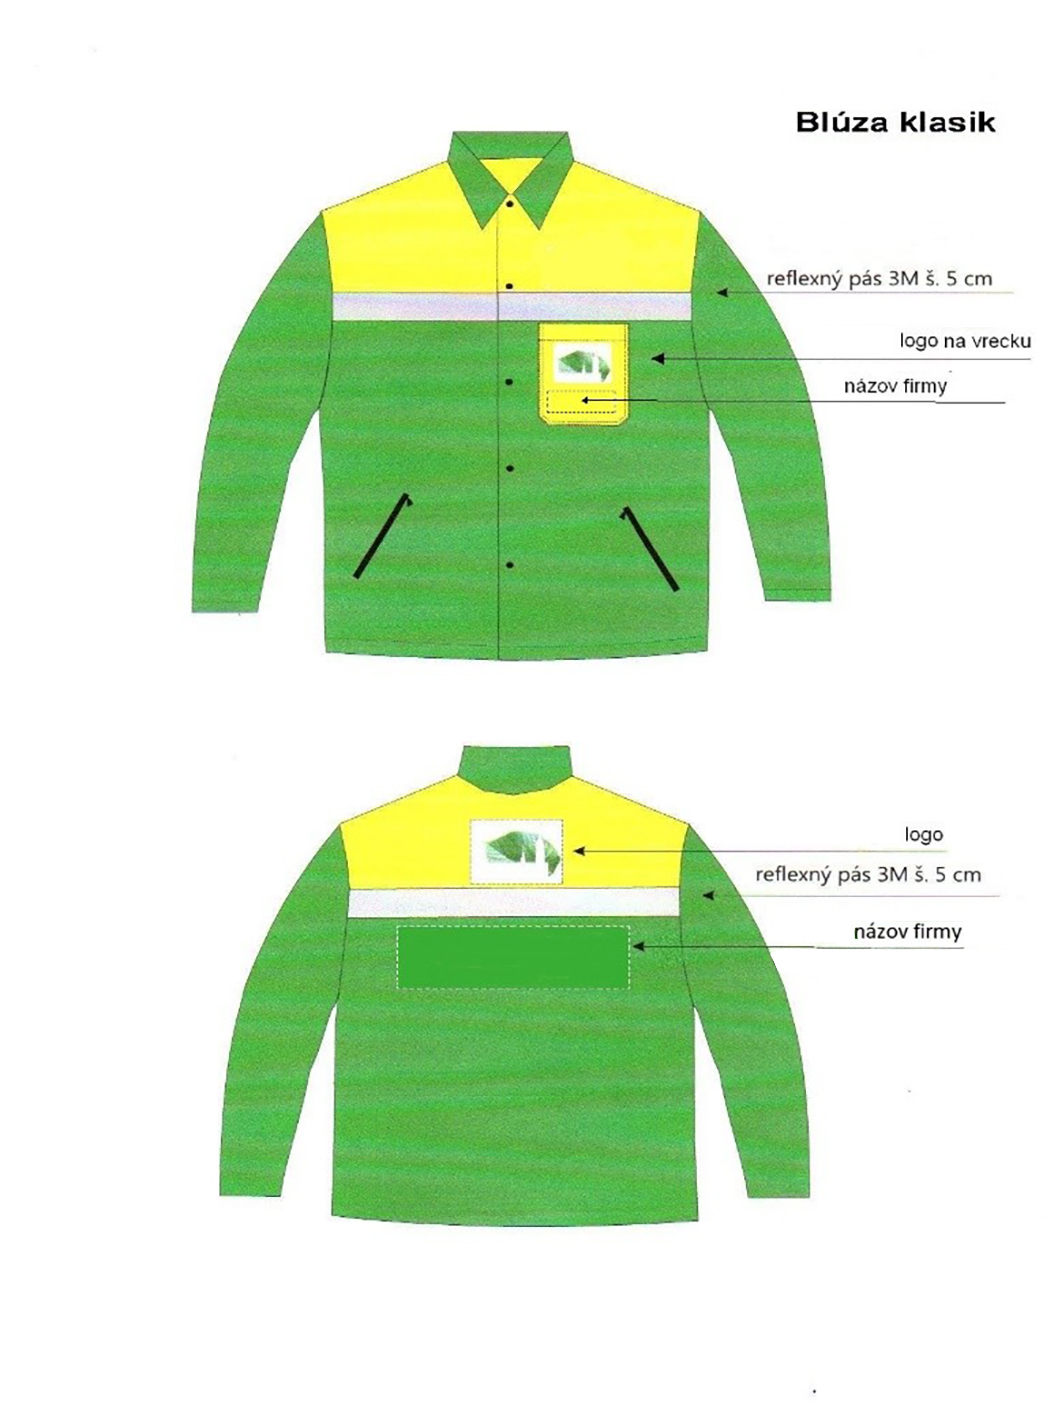 Blúza klasik
reflexný pás 3M š. 5 cm
logo na vrecku
názov firmy
logo
reflexný pás 3M š. 5 cm
názov firmy